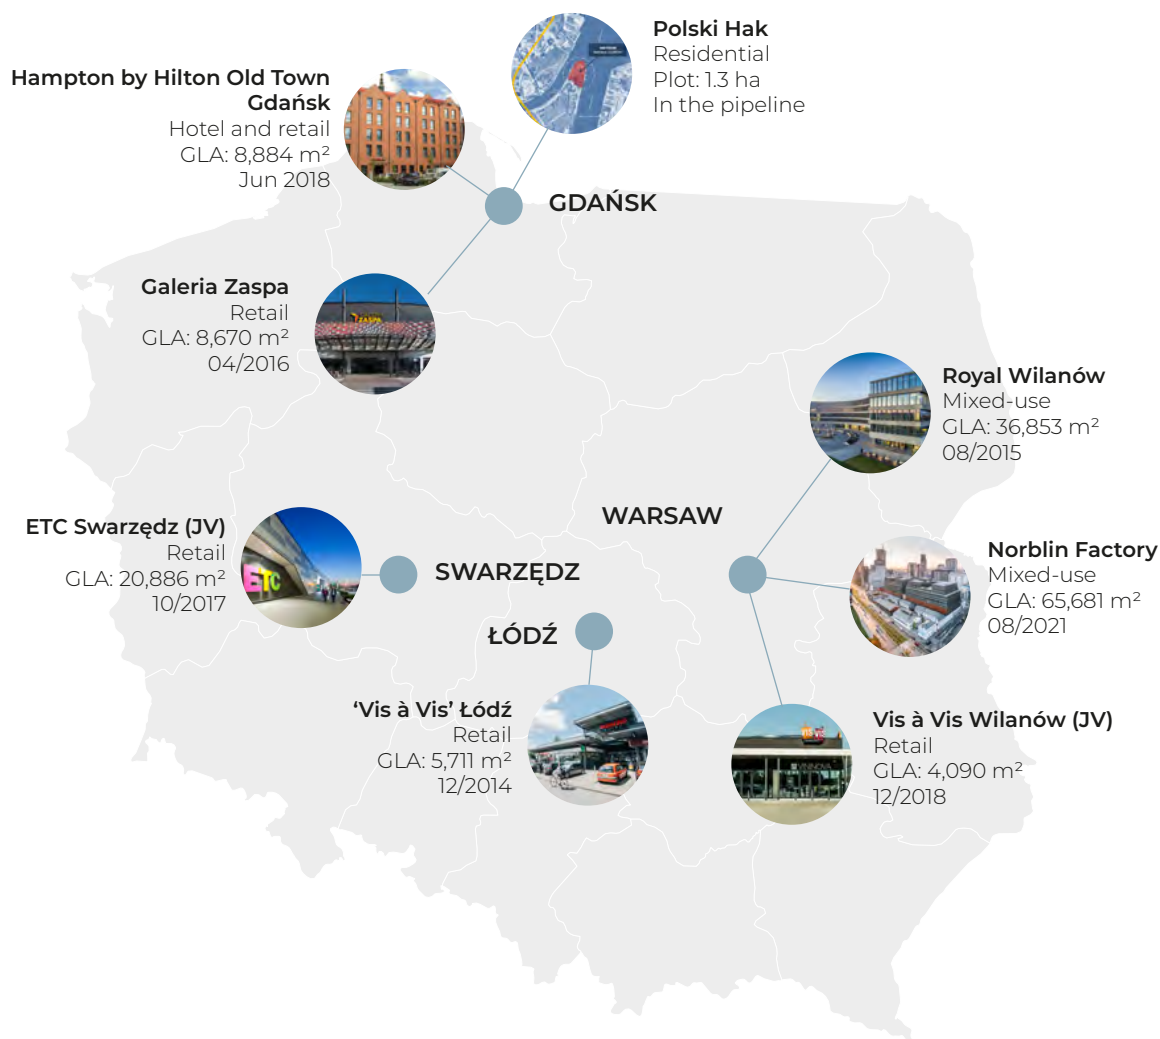 Polski Hak
Residential
Plot: 1.3 ha
In the pipeline
Hampton by Hilton Old Town
Gdańsk
Hotel and retail
GLA: 8,884 m²
Jun 2018
GDAŃSK
Galeria Zaspa
Retail
GLA: 8,670 m²
04/2016
ZASPA
Royal Wilanów
Mixed-use
GLA: 36,853 m²
08/2015
WARSAW
ETC Swarzędz (JV)
Retail
GLA: 20,886 m²
10/2017
ETC
SWARZĘDZ
Norblin Factory
Mixed-use
GLA: 65,681 m²
08/2021
ŁÓDŹ
‘Vis à Vis’ Łódź
Retail
GLA: 5,711 m²
12/2014
Vis à Vis Wilanów (JV)
Retail
GLA: 4,090 m²
12/2018
VININOVA